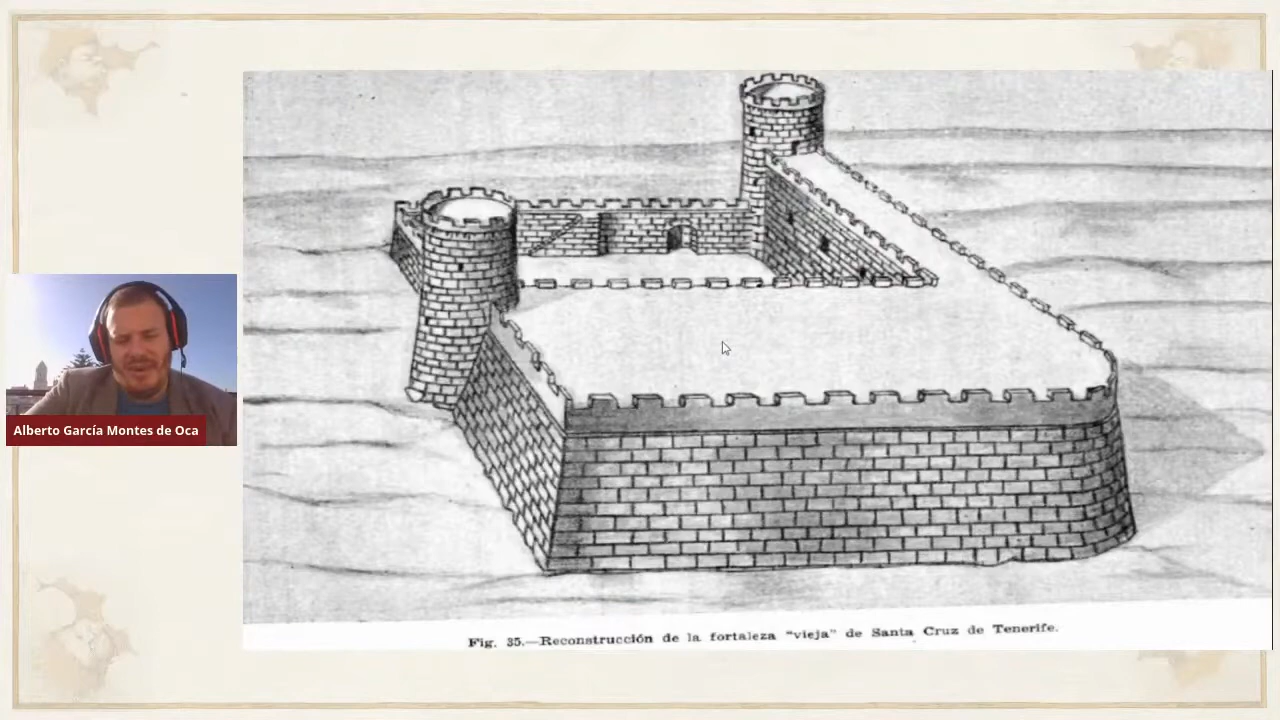 Alberto García Montes de Oca
Fig. 35.—Reconstrucción de la fortaleza "vieja" de Santa Cruz de Tenerife.